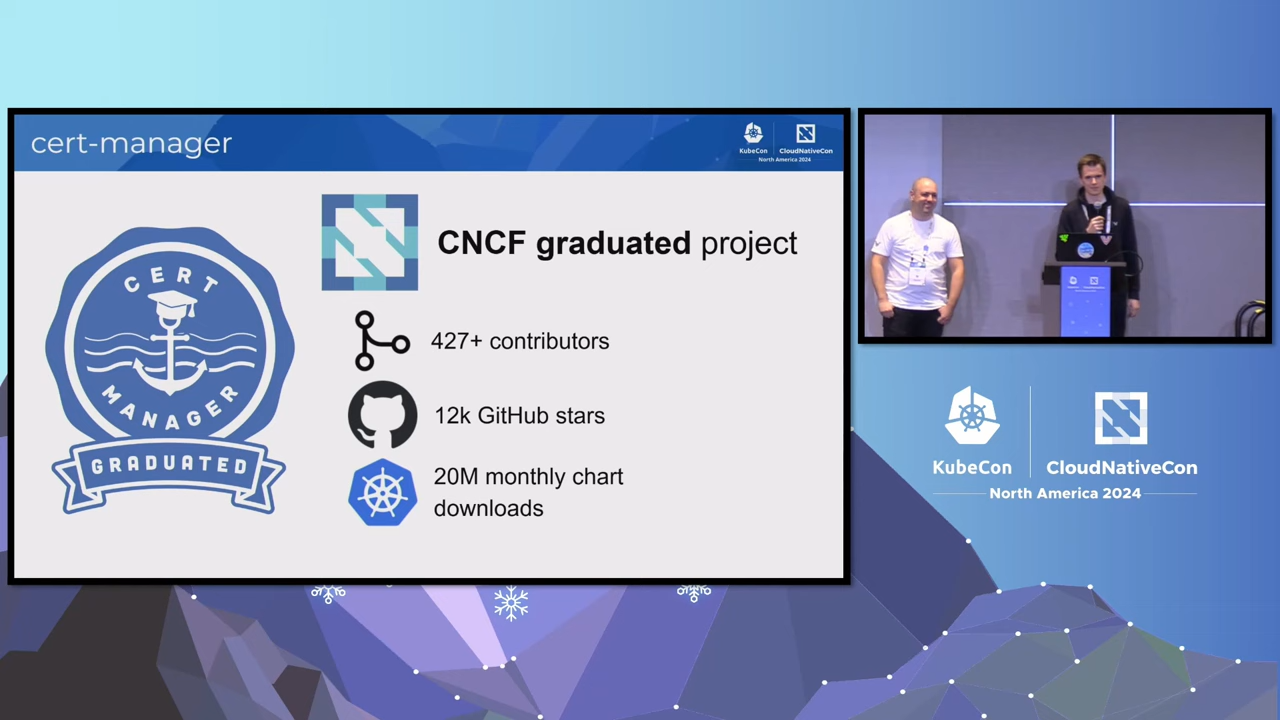 cert-manager
KubeCon
CloudNativeCon
North America 2024
CERT
MANAGER
GRADUATED
CNCF graduated project
427+ contributors
12k GitHub stars
20M monthly chart
downloads
KubeCon
CloudNativeCon
North America 2024